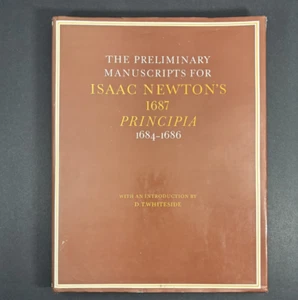 THE PRELIMINARY
MANUSCRIPTS FOR
ISAAC NEWTON'S
1687
PRINCIPIA
1684-1686
WITH AN INTRODUCTION BY
D.T.WHITESIDE